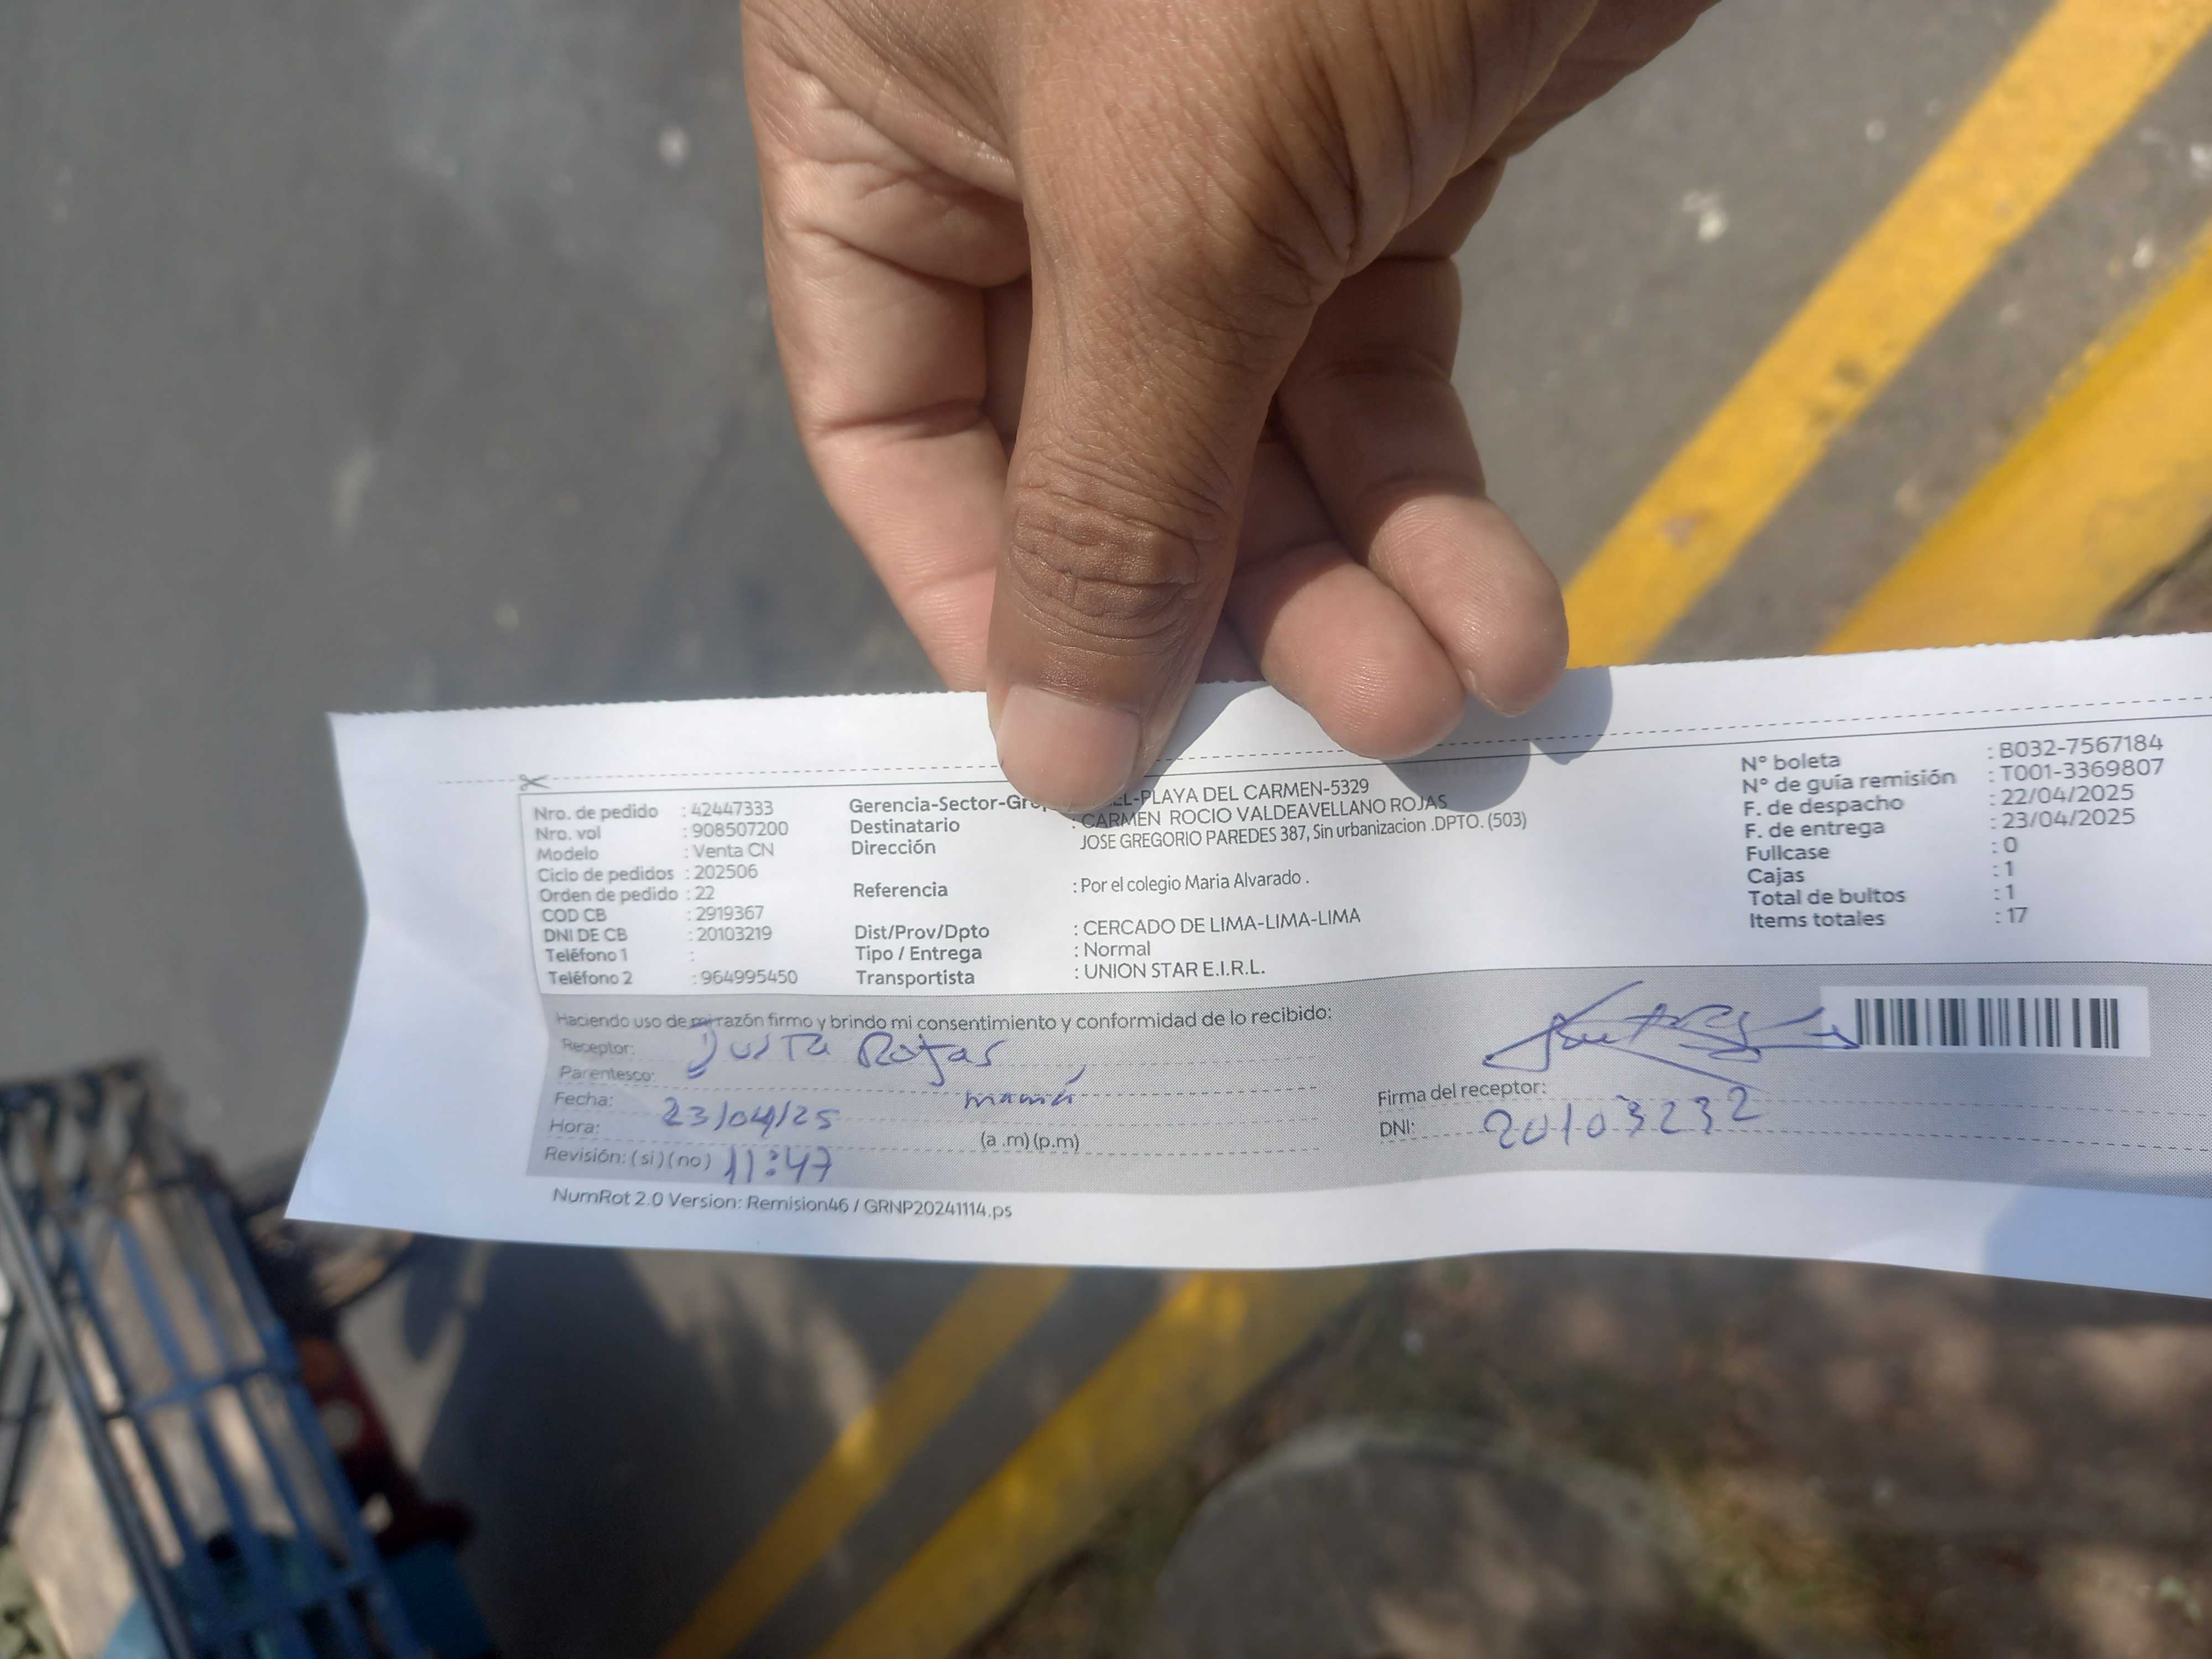 Nro. de pedido : 42447333
Nro. vol : 908507200
Modelo : Venta CN
Ciclo de pedidos : 202506
Orden de pedido : 22
COD CB : 2919367
DNI DE CB : 20103219
Teléfono 1 :
Teléfono 2 : 964995450
Gerencia-Sector-Gru EL-PLAYA DEL CARMEN-5329
Destinatario : CARMEN ROCIO VALDEAVELLANO ROJAS
Dirección JOSE GREGORIO PAREDES 387, Sin urbanizacion .DPTO. (503)
Referencia : Por el colegio Maria Alvarado .
Dist/Prov/Dpto : CERCADO DE LIMA-LIMA-LIMA
Tipo / Entrega : Normal
Transportista : UNION STAR E.I.R.L.
N° boleta : B032-7567184
N° de guía remisión : T001-3369807
F. de despacho : 22/04/2025
F. de entrega : 23/04/2025
Fullcase : 0
Cajas : 1
Total de bultos : 1
Items totales : 17
Haciendo uso de mi razón firmo y brindo mi consentimiento y conformidad de lo recibido:
Receptor: Justa Rojas
Parentesco: mamá
Fecha: 23/04/25
Hora: (a .m) (p.m)
Revisión: (si) (no) 11:47
Firma del receptor:
DNI: 20103232
NumRot 2.0 Version: Remision46 / GRNP20241114.ps